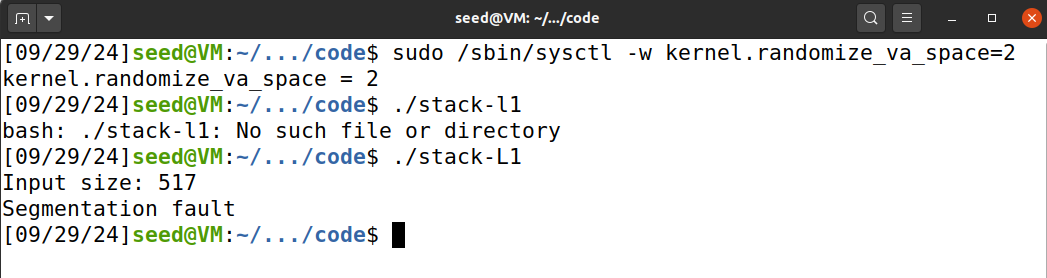 seed@VM: ~/.../code
[09/29/24]seed@VM:~/.../code$ sudo /sbin/sysctl -w kernel.randomize_va_space=2
kernel.randomize_va_space = 2
[09/29/24]seed@VM:~/.../code$ ./stack-l1
bash: ./stack-l1: No such file or directory
[09/29/24]seed@VM:~/.../code$ ./stack-L1
Input size: 517
Segmentation fault
[09/29/24]seed@VM:~/.../code$